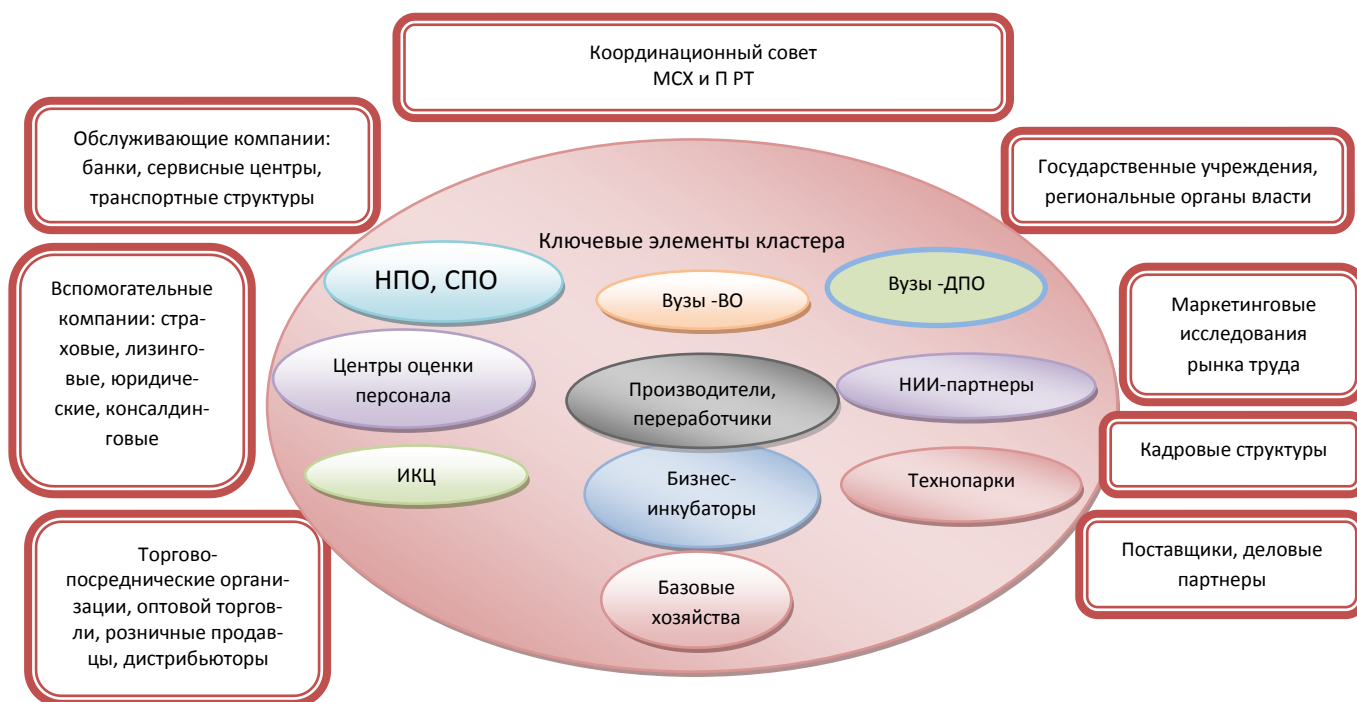 Координационный совет
МСХ и П РТ
Обслуживающие компании:
банки, сервисные центры,
транспортные структуры
Государственные учреждения,
региональные органы власти
Ключевые элементы кластера
НПО, СПО
Вузы -ВО
Вузы -ДПО
Вспомогательные
компании: стра-
ховые, лизинго-
вые, юридиче-
ские, консалдин-
говые
Маркетинговые
исследования
рынка труда
Центры оценки
персонала
Производители,
переработчики
НИИ-партнеры
Кадровые структуры
ИКЦ
Бизнес-
инкубаторы
Технопарки
Торгово-
посреднические органи-
зации, оптовой торгов-
ли, розничные продав-
цы, дистрибьюторы
Поставщики, деловые
партнеры
Базовые
хозяйства